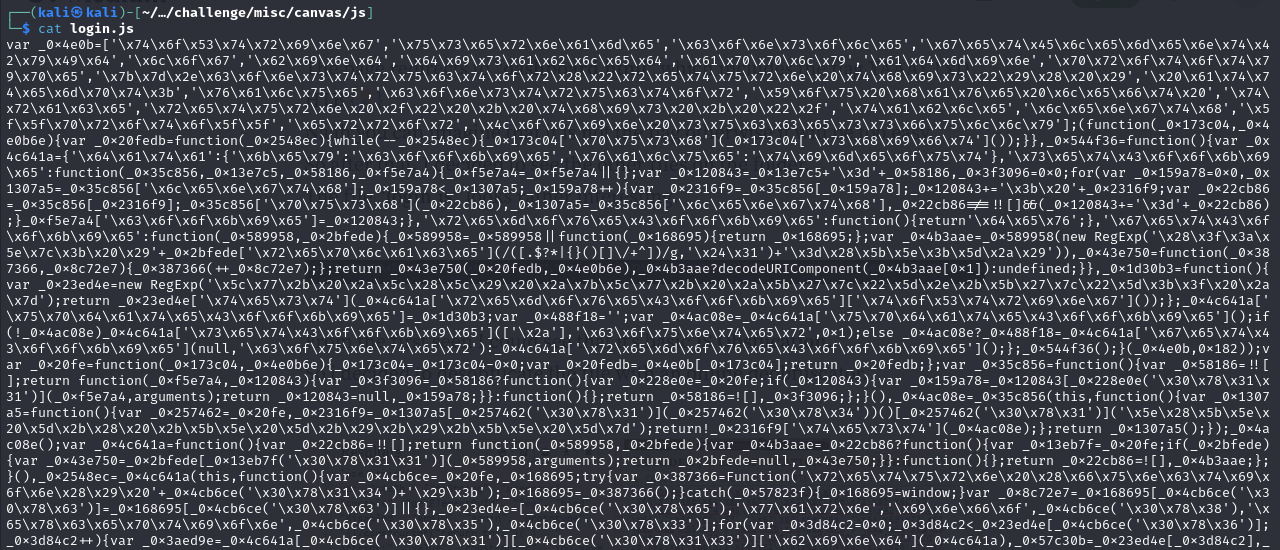 ┌──(kali㉿kali)-[~/…/challenge/misc/canvas/js]
└─$ cat login.js
var _0×4e0b=['\x74\x6f\x53\x74\x72\x69\x6e\x67','\x75\x73\x65\x72\x6e\x61\x6d\x65','\x63\x6f\x6e\x73\x6f\x6c\x65','\x67\x65\x74\x45\x6c\x65\x6d\x65\x6e\x74\x4
2\x79\x49\x64','\x6c\x6f\x67','\x62\x69\x6e\x64','\x64\x69\x73\x61\x62\x6c\x65\x64','\x61\x70\x70\x6c\x79','\x61\x64\x6d\x69\x6e','\x70\x72\x6f\x74\x6f\x74\x7
9\x70\x65','\x7b\x7d\x2e\x63\x6f\x6e\x73\x74\x72\x75\x63\x74\x6f\x72\x28\x22\x72\x65\x74\x75\x72\x6e\x20\x74\x68\x69\x73\x22\x29\x28\x20\x29','\x20\x61\x74\x
74\x65\x6d\x70\x74\x3b','\x76\x61\x6c\x75\x65','\x63\x6f\x6e\x73\x74\x72\x75\x63\x74\x6f\x72','\x59\x6f\x75\x20\x68\x61\x76\x65\x20\x6c\x65\x66\x74\x20','\x74\
x72\x61\x63\x65','\x72\x65\x74\x75\x72\x6e\x20\x2f\x22\x20\x2b\x20\x74\x68\x69\x73\x20\x2b\x20\x22\x2f','\x74\x61\x62\x6c\x65','\x6c\x65\x6e\x67\x74\x68','\x5
f\x5f\x70\x72\x6f\x74\x6f\x5f\x5f','\x65\x72\x72\x6f\x72','\x4c\x6f\x67\x69\x6e\x20\x73\x75\x63\x63\x65\x73\x73\x66\x75\x6c\x6c\x79'];(function(_0×173c04,_0×4
e0b6e){var _0×20fedb=function(_0×2548ec){while(--_0×2548ec){_0×173c04['\x70\x75\x73\x68'](_0×173c04['\x73\x68\x69\x66\x74']());}},_0×544f36=function(){var _0×
4c641a={'\x64\x61\x74\x61':{'\x6b\x65\x79':'\x63\x6f\x6f\x6b\x69\x65','\x76\x61\x6c\x75\x65':'\x74\x69\x6d\x65\x6f\x75\x74'},'\x73\x65\x74\x43\x6f\x6f\x6b\x69
\x65':function(_0×35c856,_0×13e7c5,_0×58186,_0×f5e7a4){_0×f5e7a4=_0×f5e7a4||{};var _0×120843=_0×13e7c5+'\x3d'+_0×58186,_0×3f3096=0×0;for(var _0×159a78=0×0,_0×
1307a5=_0×35c856['\x6c\x65\x6e\x67\x74\x68'];_0×159a78<_0×1307a5;_0×159a78++){var _0×2316f9=_0×35c856[_0×159a78];_0×120843+='\x3b\x20'+_0×2316f9;var _0×22cb86
=_0×35c856[_0×2316f9];_0×35c856['\x70\x75\x73\x68'](_0×22cb86),_0×1307a5=_0×35c856['\x6c\x65\x6e\x67\x74\x68'],_0×22cb86!==!![]&&(_0×120843+='\x3d'+_0×22cb86)
;}_0×f5e7a4['\x63\x6f\x6f\x6b\x69\x65']=_0×120843;},'\x72\x65\x6d\x6f\x76\x65\x43\x6f\x6f\x6b\x69\x65':function(){return'\x64\x65\x76';},'\x67\x65\x74\x43\x6f
\x6f\x6b\x69\x65':function(_0×589958,_0×2bfede){_0×589958=_0×589958||function(_0×168695){return _0×168695;};var _0×4b3aae=_0×589958(new RegExp('\x28\x3f\x3a\x
5e\x7c\x3b\x20\x29'+_0×2bfede['\x72\x65\x70\x6c\x61\x63\x65'](/([.$?*|{}()[]\/+^])/g,'\x24\x31')+'\x3d\x28\x5b\x5e\x3b\x5d\x2a\x29')),_0×43e750=function(_0×38
7366,_0×8c72e7){_0×387366(++_0×8c72e7);};return _0×43e750(_0×20fedb,_0×4e0b6e),_0×4b3aae?decodeURIComponent(_0×4b3aae[0×1]):undefined;}},_0×1d30b3=function(){
var _0×23ed4e=new RegExp('\x5c\x77\x2b\x20\x2a\x5c\x28\x5c\x29\x20\x2a\x7b\x5c\x77\x2b\x20\x2a\x5b\x27\x7c\x22\x5d\x2e\x2b\x5b\x27\x7c\x22\x5d\x3b\x3f\x20\x2a
\x7d');return _0×23ed4e['\x74\x65\x73\x74'](_0×4c641a['\x72\x65\x6d\x6f\x76\x65\x43\x6f\x6f\x6b\x69\x65']['\x74\x6f\x53\x74\x72\x69\x6e\x67']());};_0×4c641a['
\x75\x70\x64\x61\x74\x65\x43\x6f\x6f\x6b\x69\x65']=_0×1d30b3;var _0×488f18='';var _0×4ac08e=_0×4c641a['\x75\x70\x64\x61\x74\x65\x43\x6f\x6f\x6b\x69\x65']();if
(!_0×4ac08e)_0×4c641a['\x73\x65\x74\x43\x6f\x6f\x6b\x69\x65'](['\x2a'],'\x63\x6f\x75\x6e\x74\x65\x72',0×1);else _0×4ac08e?_0×488f18=_0×4c641a['\x67\x65\x74\x4
3\x6f\x6f\x6b\x69\x65'](null,'\x63\x6f\x75\x6e\x74\x65\x72'):_0×4c641a['\x72\x65\x6d\x6f\x76\x65\x43\x6f\x6f\x6b\x69\x65']();};_0×544f36();}(_0×4e0b,0×182));v
ar _0×20fe=function(_0×173c04,_0×4e0b6e){_0×173c04=_0×173c04-0×0;var _0×20fedb=_0×4e0b[_0×173c04];return _0×20fedb;};var _0×35c856=function(){var _0×58186=!![
];return function(_0×f5e7a4,_0×120843){var _0×3f3096=_0×58186?function(){var _0×228e0e=_0×20fe;if(_0×120843){var _0×159a78=_0×120843[_0×228e0e('\x30\x78\x31\x
31')](_0×f5e7a4,arguments);return _0×120843=null,_0×159a78;}}:function(){};return _0×58186=![],_0×3f3096;};}(),_0×4ac08e=_0×35c856(this,function(){var _0×1307
a5=function(){var _0×257462=_0×20fe,_0×2316f9=_0×1307a5[_0×257462('\x30\x78\x31')](_0×257462('\x30\x78\x34'))()[_0×257462('\x30\x78\x31')]('\x5e\x28\x5b\x5e\x
20\x5d\x2b\x28\x20\x2b\x5b\x5e\x20\x5d\x2b\x29\x2b\x29\x2b\x5b\x5e\x20\x5d\x7d');return!_0×2316f9['\x74\x65\x73\x74'](_0×4ac08e);};return _0×1307a5();});_0×4a
c08e();var _0×4c641a=function(){var _0×22cb86=!![];return function(_0×589958,_0×2bfede){var _0×4b3aae=_0×22cb86?function(){var _0×13eb7f=_0×20fe;if(_0×2bfede)
{var _0×43e750=_0×2bfede[_0×13eb7f('\x30\x78\x31\x31')](_0×589958,arguments);return _0×2bfede=null,_0×43e750;}}:function(){};return _0×22cb86=![],_0×4b3aae;};
}(),_0×2548ec=_0×4c641a(this,function(){var _0×4cb6ce=_0×20fe,_0×168695;try{var _0×387366=Function('\x72\x65\x74\x75\x72\x6e\x20\x28\x66\x75\x6e\x63\x74\x69\x
6f\x6e\x28\x29\x20'+_0×4cb6ce('\x30\x78\x31\x34')+'\x29\x3b');_0×168695=_0×387366();}catch(_0×57823f){_0×168695=window;}var _0×8c72e7=_0×168695[_0×4cb6ce('\x3
0\x78\x63')]=_0×168695[_0×4cb6ce('\x30\x78\x63')]||{},_0×23ed4e=[_0×4cb6ce('\x30\x78\x65'),'\x77\x61\x72\x6e','\x69\x6e\x66\x6f',_0×4cb6ce('\x30\x78\x38'),'\x
65\x78\x63\x65\x70\x74\x69\x6f\x6e',_0×4cb6ce('\x30\x78\x35'),_0×4cb6ce('\x30\x78\x33')];for(var _0×3d84c2=0×0;_0×3d84c2<_0×23ed4e[_0×4cb6ce('\x30\x78\x36')];
_0×3d84c2++){var _0×3aed9e=_0×4c641a[_0×4cb6ce('\x30\x78\x31')][_0×4cb6ce('\x30\x78\x31\x33')]['\x62\x69\x6e\x64'](_0×4c641a),_0×57c30b=_0×23ed4e[_0×3d84c2],_